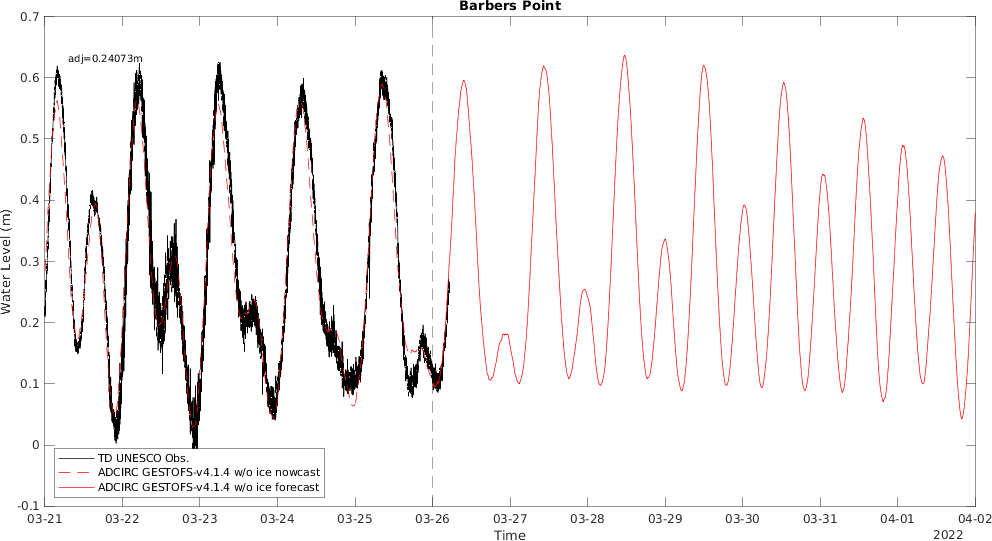 Barbers Point
adj=0.24073m
Water Level (m)
0.7
0.6
0.5
0.4
0.3
0.2
0.1
0
-0.1
TD UNESCO Obs.
ADCIRC GESTOFS-v4.1.4 w/o ice nowcast
ADCIRC GESTOFS-v4.1.4 w/o ice forecast
03-21 03-22 03-23 03-24 03-25 03-26 03-27 03-28 03-29 03-30 03-31 04-01 04-02
Time
2022